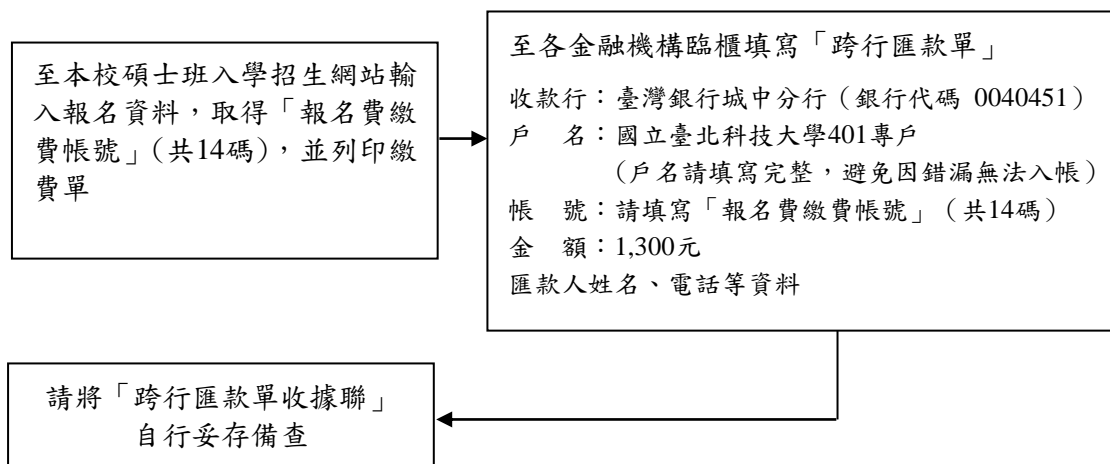 至本校碩士班入學招生網站輸
入報名資料，取得「報名費繳
費帳號」(共14碼)，並列印繳
費單
至各金融機構臨櫃填寫「跨行匯款單」
收款行：臺灣銀行城中分行（銀行代碼 0040451）
戶　名：國立臺北科技大學401專戶
（戶名請填寫完整，避免因錯漏無法入帳）
帳　號：請填寫「報名費繳費帳號」（共14碼）
金　額：1,300元
匯款人姓名、電話等資料
請將「跨行匯款單收據聯」
自行妥存備查